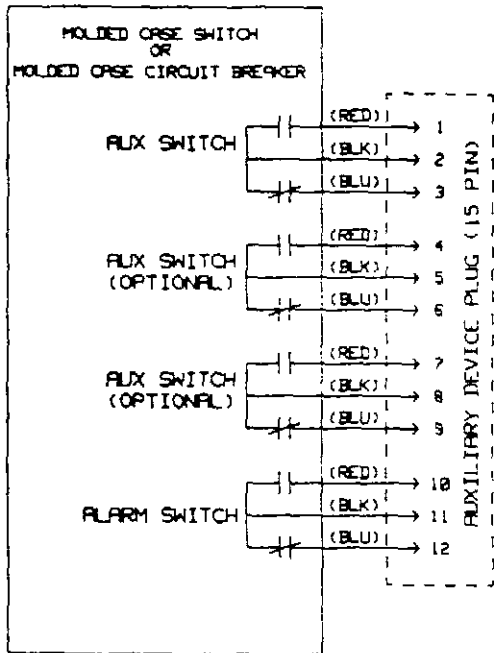 MOLDED CASE SWITCH
OR
MOLDED CASE CIRCUIT BREAKER
AUX SWITCH
(RED) 1
(BLK) 2
(BLU) 3
AUX SWITCH
(OPTIONAL)
(RED) 4
(BLK) 5
(BLU) 6
AUX SWITCH
(OPTIONAL)
(RED) 7
(BLK) 8
(BLU) 9
ALARM SWITCH
(RED) 10
(BLK) 11
(BLU) 12
AUXILIARY DEVICE PLUG (15 PIN)